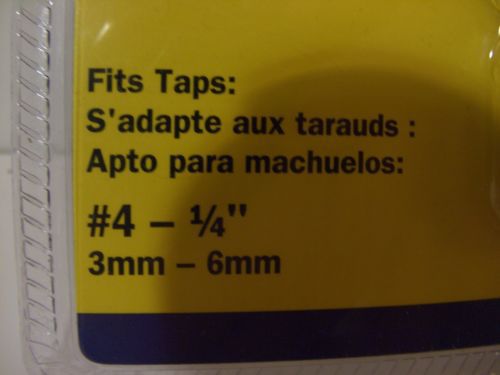 Fits Taps:
S'adapte aux tarauds :
Apto para machuelos:
#4 – ¼"
3mm – 6mm